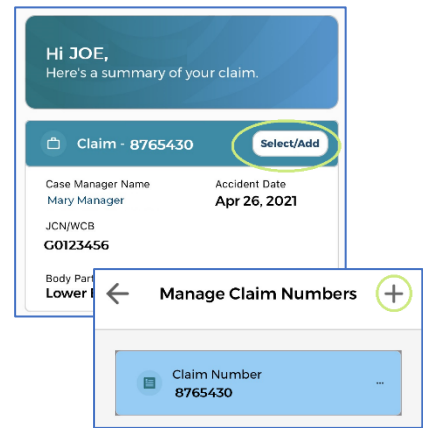 Hi JOE,
Here's a summary of your claim.
Claim - 8765430
Select/Add
Case Manager Name
Mary Manager
Accident Date
Apr 26, 2021
JCN/WCB
G0123456
Body Part
Lower
Manage Claim Numbers
Claim Number
8765430
...